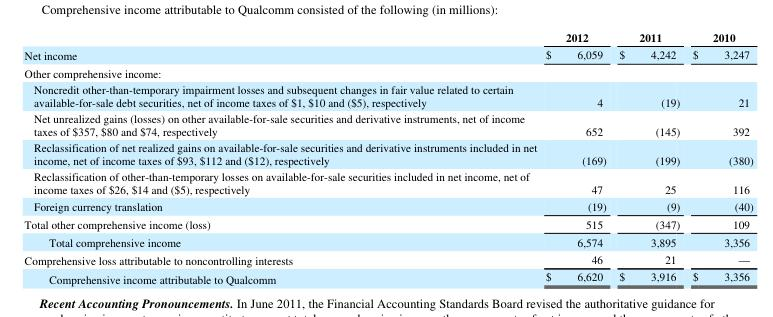 Comprehensive income attributable to Qualcomm consisted of the following (in millions):
2012 2011 2010
Net income $ 6,059 $ 4,242 $ 3,247
Other comprehensive income:
Noncredit other-than-temporary impairment losses and subsequent changes in fair value related to certain
available-for-sale debt securities, net of income taxes of $1, $10 and ($5), respectively 4 (19) 21
Net unrealized gains (losses) on other available-for-sale securities and derivative instruments, net of income
taxes of $357, $80 and $74, respectively 652 (145) 392
Reclassification of net realized gains on available-for-sale securities and derivative instruments included in net
income, net of income taxes of $93, $112 and ($12), respectively (169) (199) (380)
Reclassification of other-than-temporary losses on available-for-sale securities included in net income, net of
income taxes of $26, $14 and ($5), respectively 47 25 116
Foreign currency translation (19) (9) (40)
Total other comprehensive income (loss) 515 (347) 109
Total comprehensive income 6,574 3,895 3,356
Comprehensive loss attributable to noncontrolling interests 46 21 —
Comprehensive income attributable to Qualcomm $ 6,620 $ 3,916 $ 3,356
Recent Accounting Pronouncements. In June 2011, the Financial Accounting Standards Board revised the authoritative guidance for